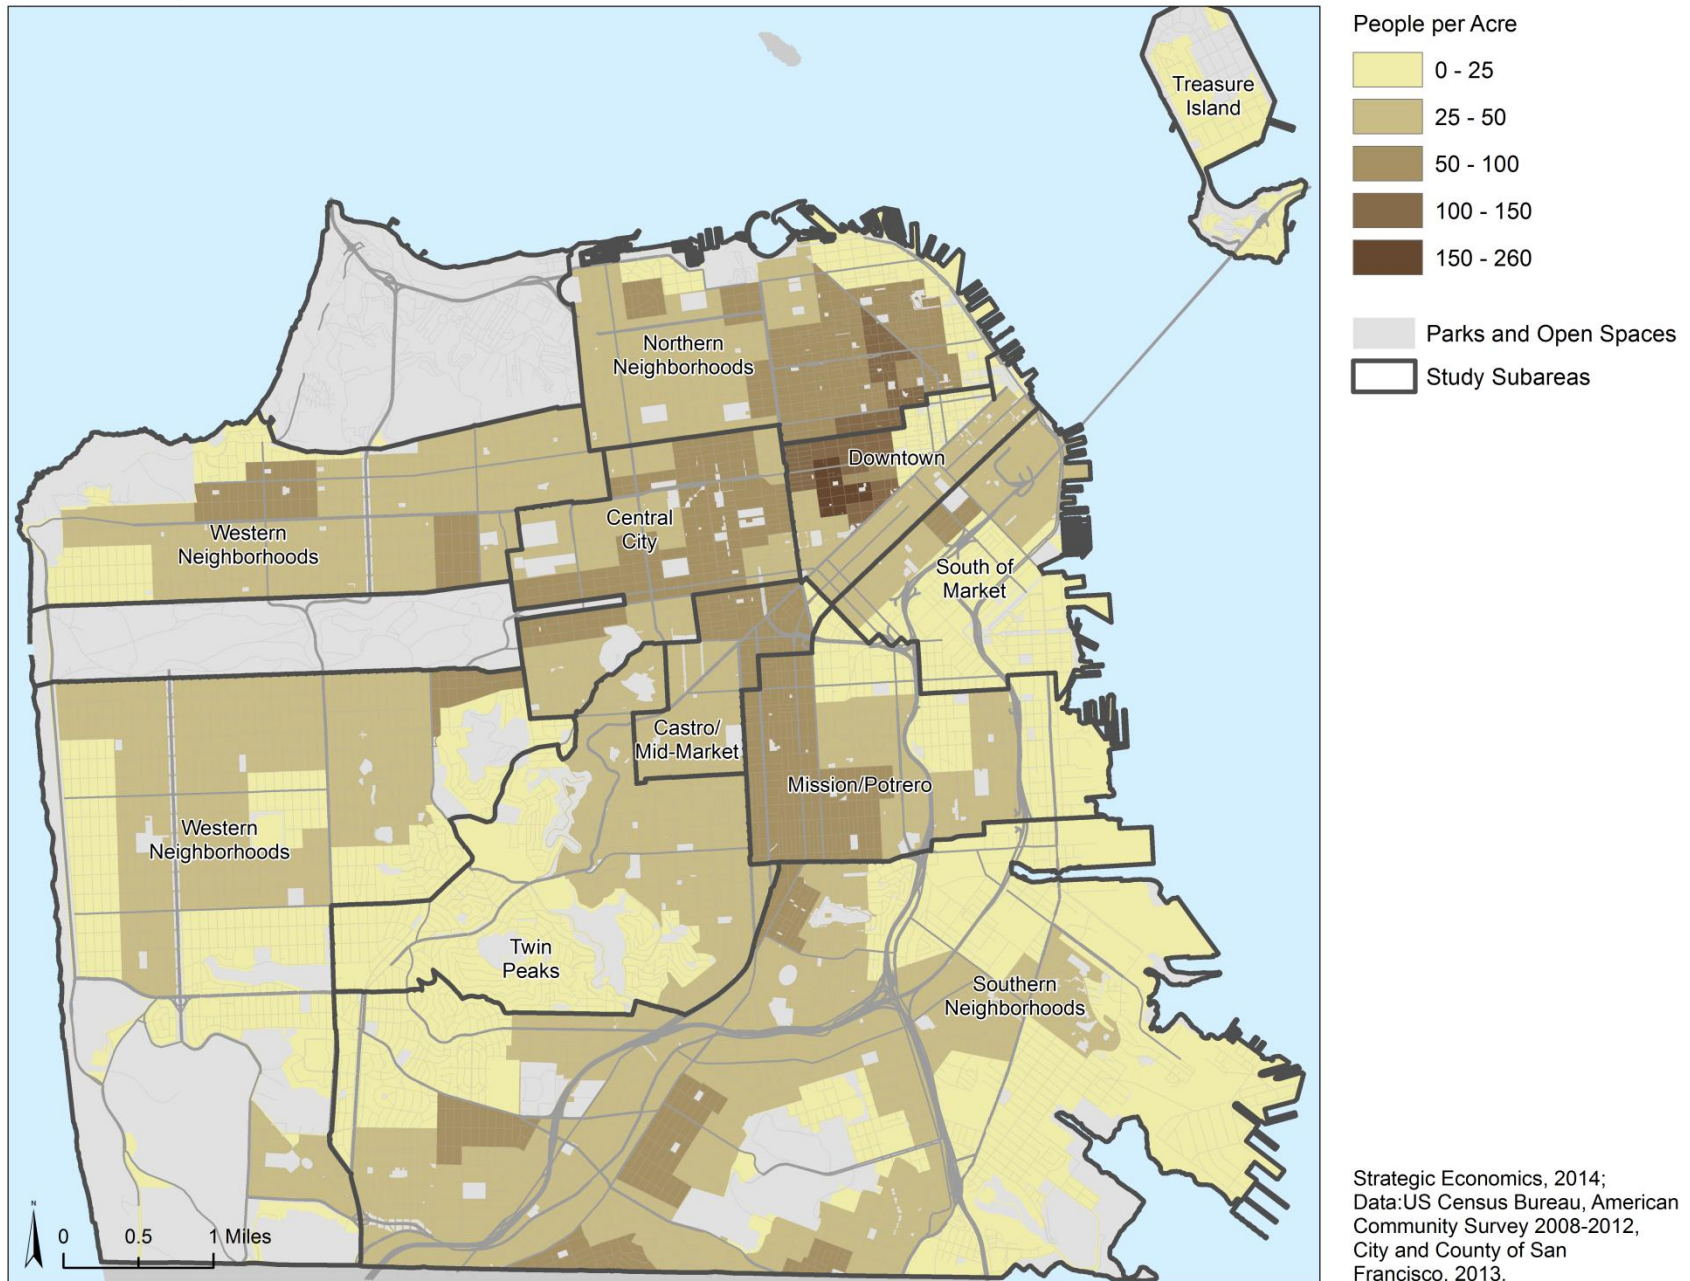 People per Acre
0 - 25
25 - 50
50 - 100
100 - 150
150 - 260
Parks and Open Spaces
Study Subareas
Treasure
Island
Northern
Neighborhoods
Downtown
Central
City
Western
Neighborhoods
South of
Market
Castro/
Mid-Market
Mission/Potrero
Western
Neighborhoods
Twin
Peaks
Southern
Neighborhoods
N
0 0.5 1 Miles
Strategic Economics, 2014;
Data:US Census Bureau, American
Community Survey 2008-2012,
City and County of San
Francisco, 2013.